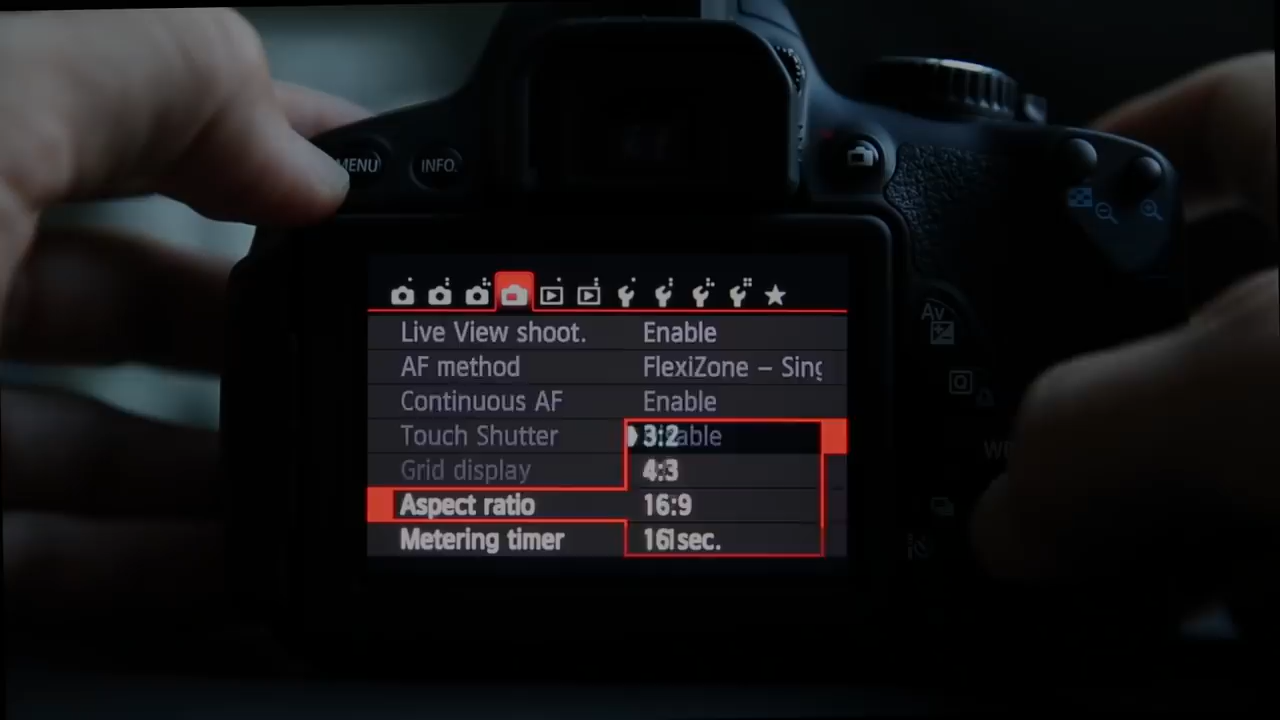 MENU INFO.
Live View shoot. Enable
AF method FlexiZone – Sing
Continuous AF Enable
Touch Shutter 3:2
Grid display 4:3
Aspect ratio 16:9
Metering timer sec.
Av
Q